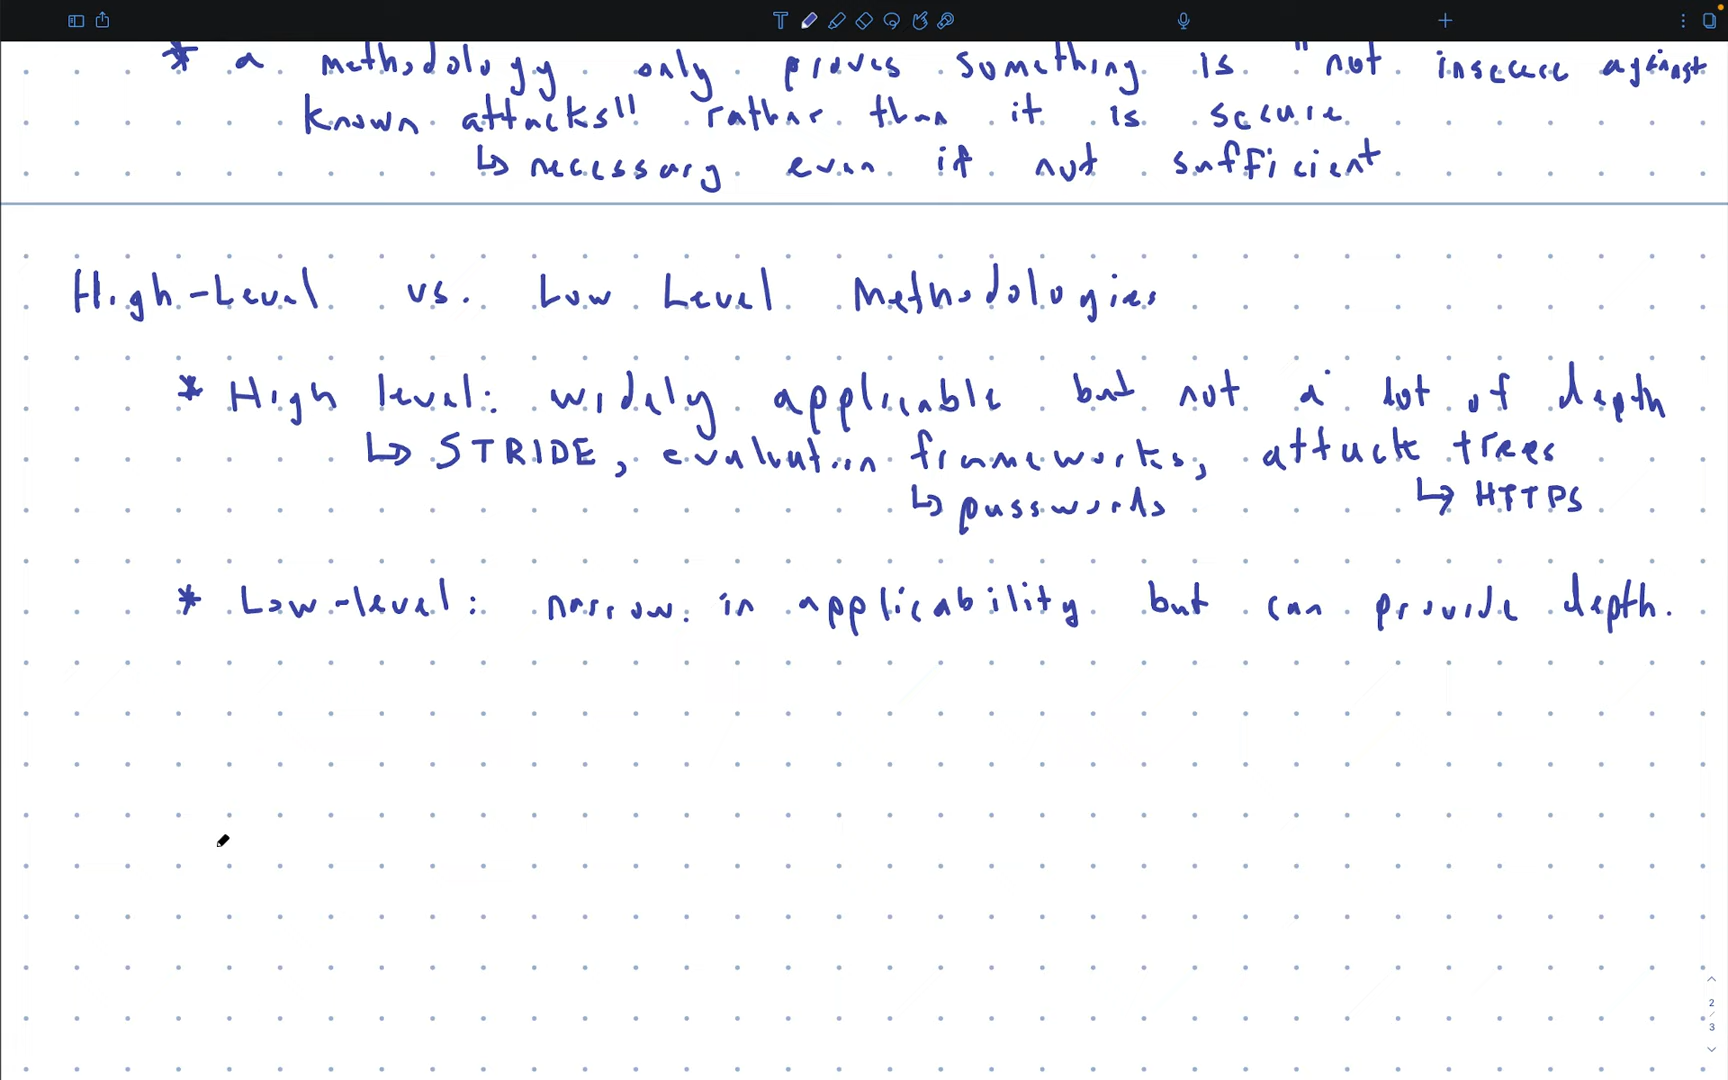 * a methodology only proves something is "not insecure against
known attacks" rather than it is secure
↳ necessary even if not sufficient
High-Level vs. Low Level Methodologies
* High level: widely applicable but not a lot of depth
↳ STRIDE, evaluation frameworks, attack trees
↳ passwords ↳ HTTPS
* Low-level: narrow in applicability but can provide depth.
2
/
3